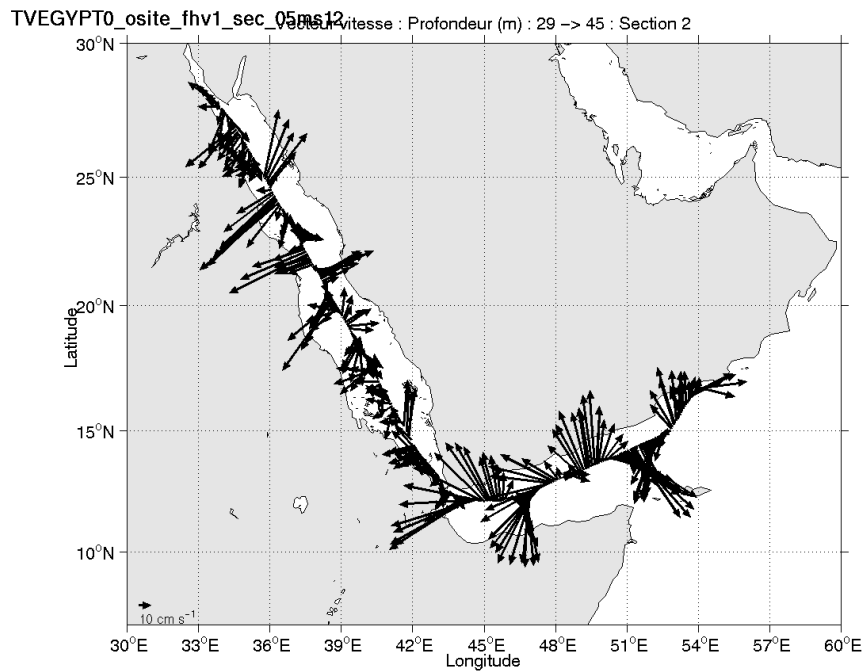 TVEGYPT0_osite_fhv1_sec_05ms12
Vecteur vitesse : Profondeur (m) : 29 –> 45 : Section 2
30°N
25°N
20°N
15°N
10°N
Latitude
10 cm s⁻¹
30°E 33°E 36°E 39°E 42°E 45°E 48°E 51°E 54°E 57°E 60°E
Longitude